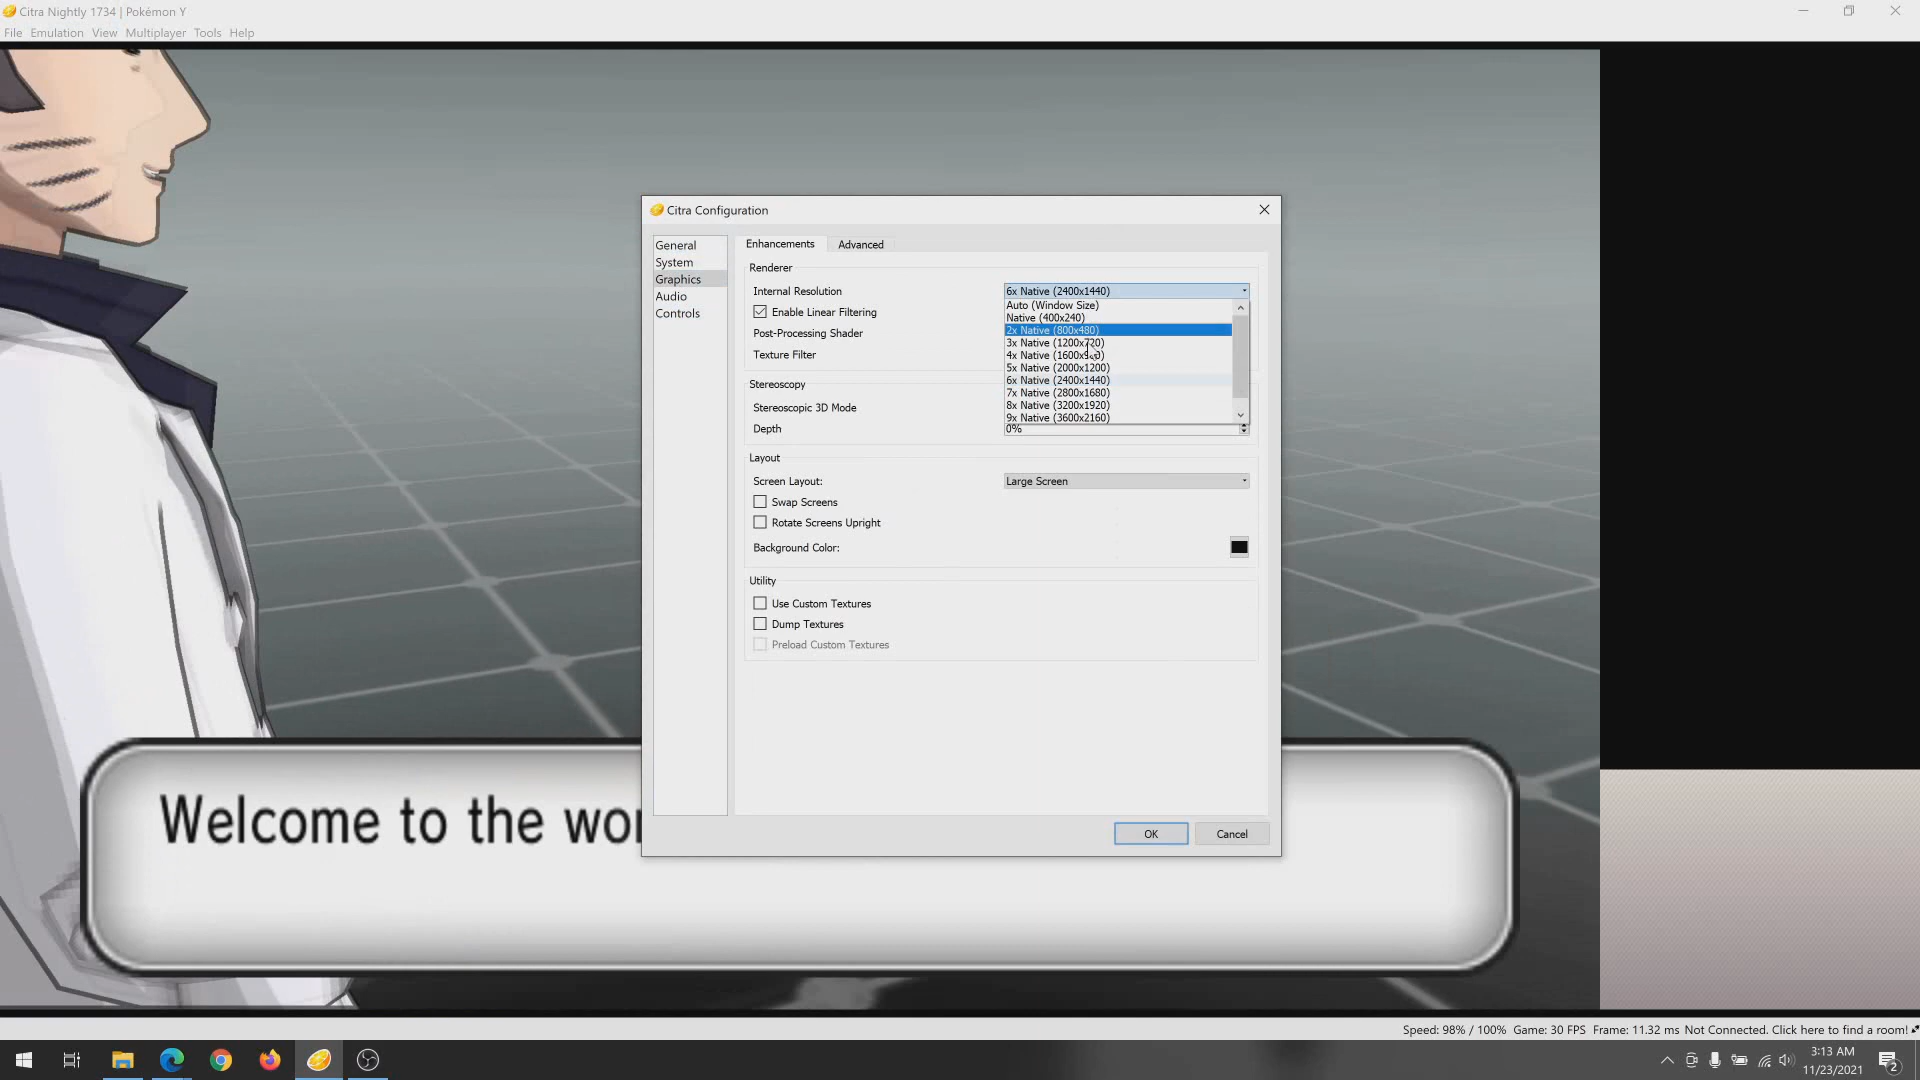 Citra Nightly 1734 | Pokémon Y
File Emulation View Multiplayer Tools Help
Citra Configuration
General
System
Graphics
Audio
Controls
Enhancements Advanced
Renderer
Internal Resolution 6x Native (2400x1440)
Auto (Window Size)
Native (400x240)
2x Native (800x480)
3x Native (1200x720)
4x Native (1600x960)
5x Native (2000x1200)
6x Native (2400x1440)
7x Native (2800x1680)
8x Native (3200x1920)
9x Native (3600x2160)
Enable Linear Filtering
Post-Processing Shader
Texture Filter
Stereoscopy
Stereoscopic 3D Mode
Depth 0%
Layout
Screen Layout: Large Screen
Swap Screens
Rotate Screens Upright
Background Color:
Utility
Use Custom Textures
Dump Textures
Preload Custom Textures
OK Cancel
Welcome to the wor
Speed: 98% / 100% Game: 30 FPS Frame: 11.32 ms Not Connected. Click here to find a room!
3:13 AM
11/23/2021
2